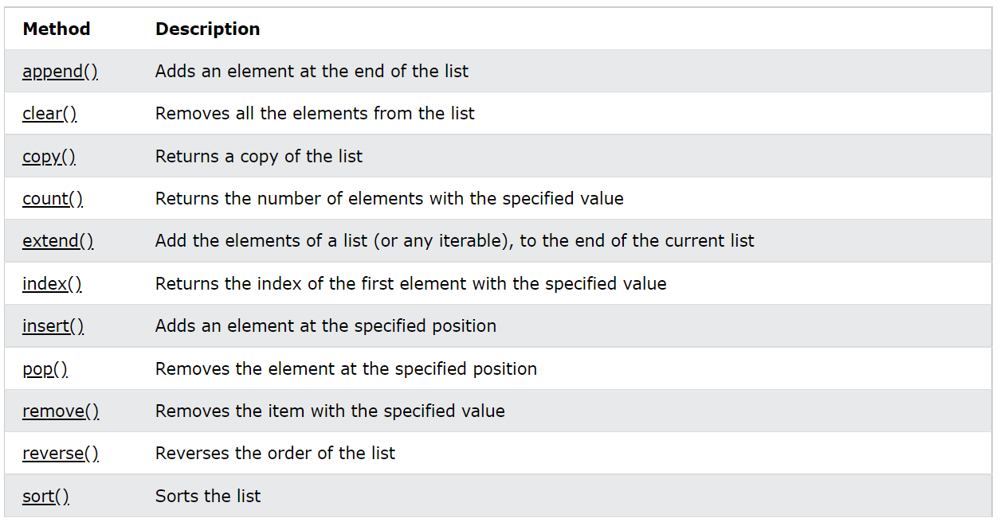 Method Description
append() Adds an element at the end of the list
clear() Removes all the elements from the list
copy() Returns a copy of the list
count() Returns the number of elements with the specified value
extend() Add the elements of a list (or any iterable), to the end of the current list
index() Returns the index of the first element with the specified value
insert() Adds an element at the specified position
pop() Removes the element at the specified position
remove() Removes the item with the specified value
reverse() Reverses the order of the list
sort() Sorts the list